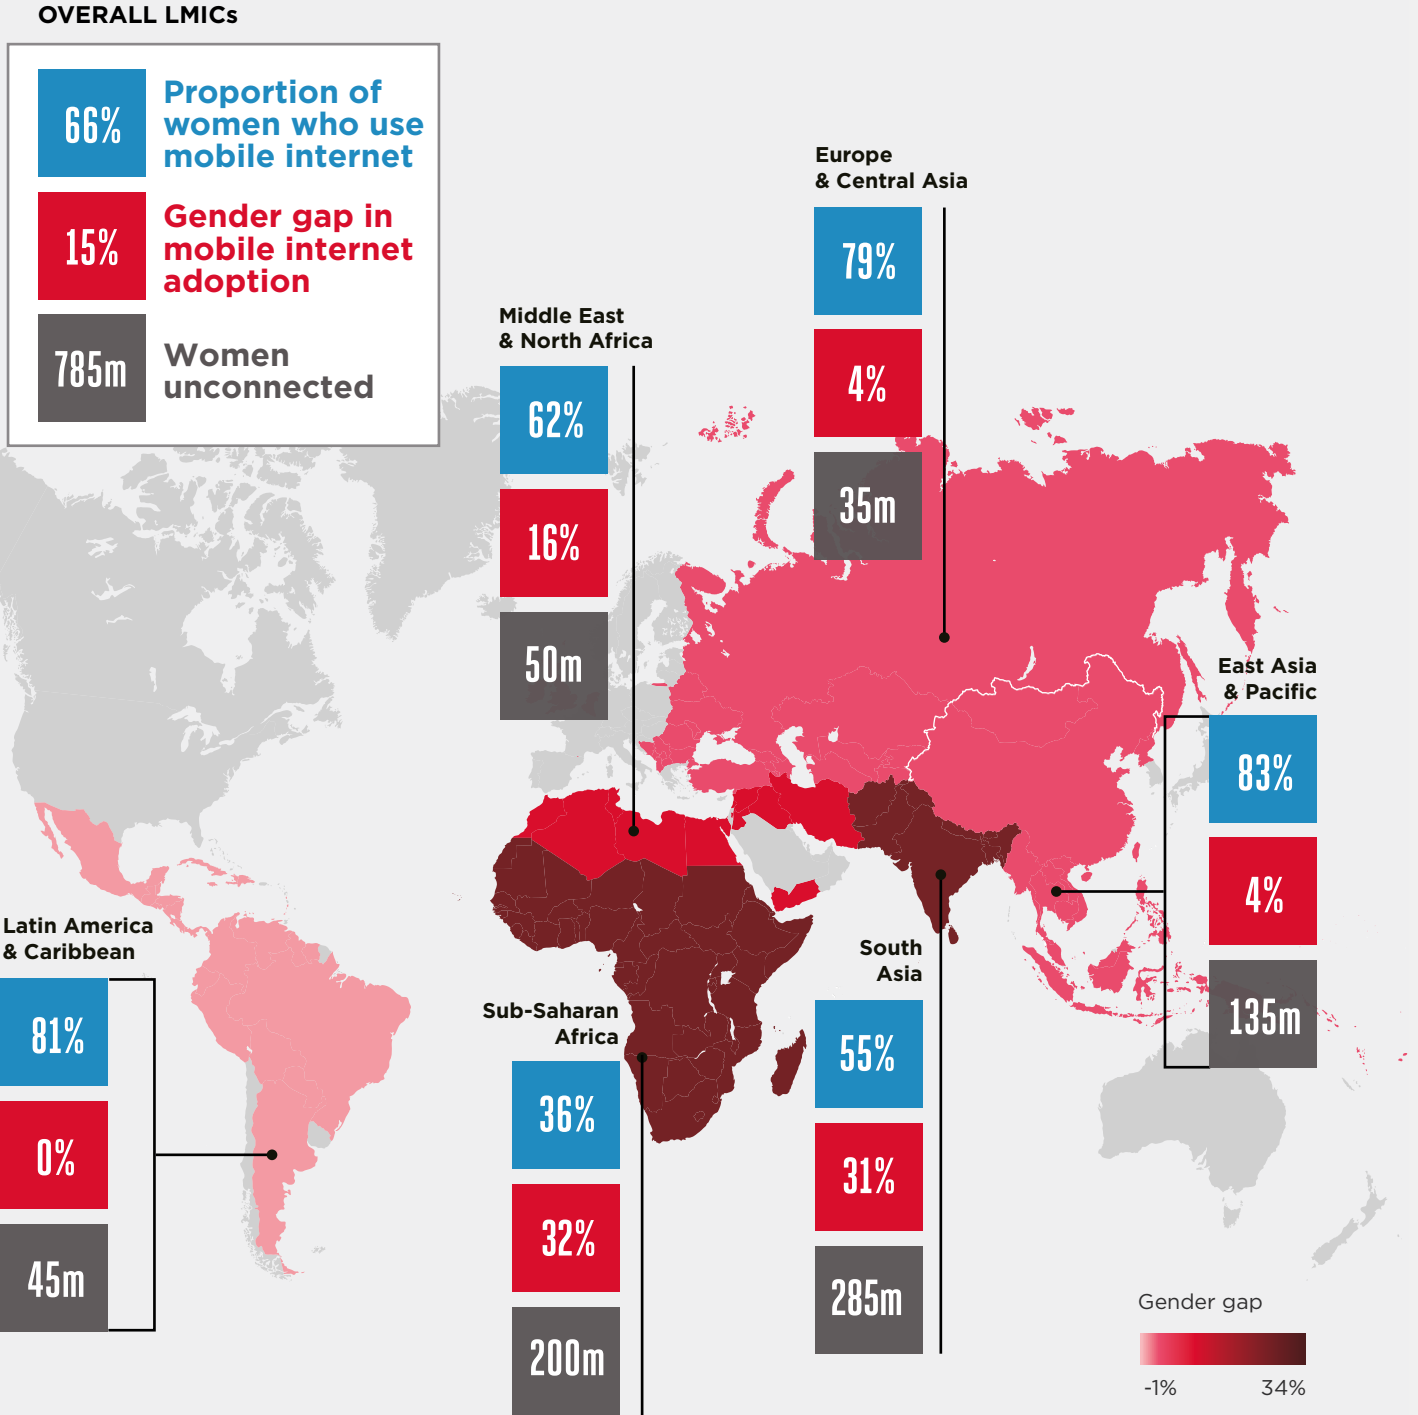 OVERALL LMICs
66%
Proportion of
women who use
mobile internet
15%
Gender gap in
mobile internet
adoption
785m
Women
unconnected
Europe
& Central Asia
79%
4%
35m
Middle East
& North Africa
62%
16%
50m
East Asia
& Pacific
83%
4%
135m
Latin America
& Caribbean
81%
0%
45m
South
Asia
55%
31%
285m
Sub-Saharan
Africa
36%
32%
200m
Gender gap
-1%
34%